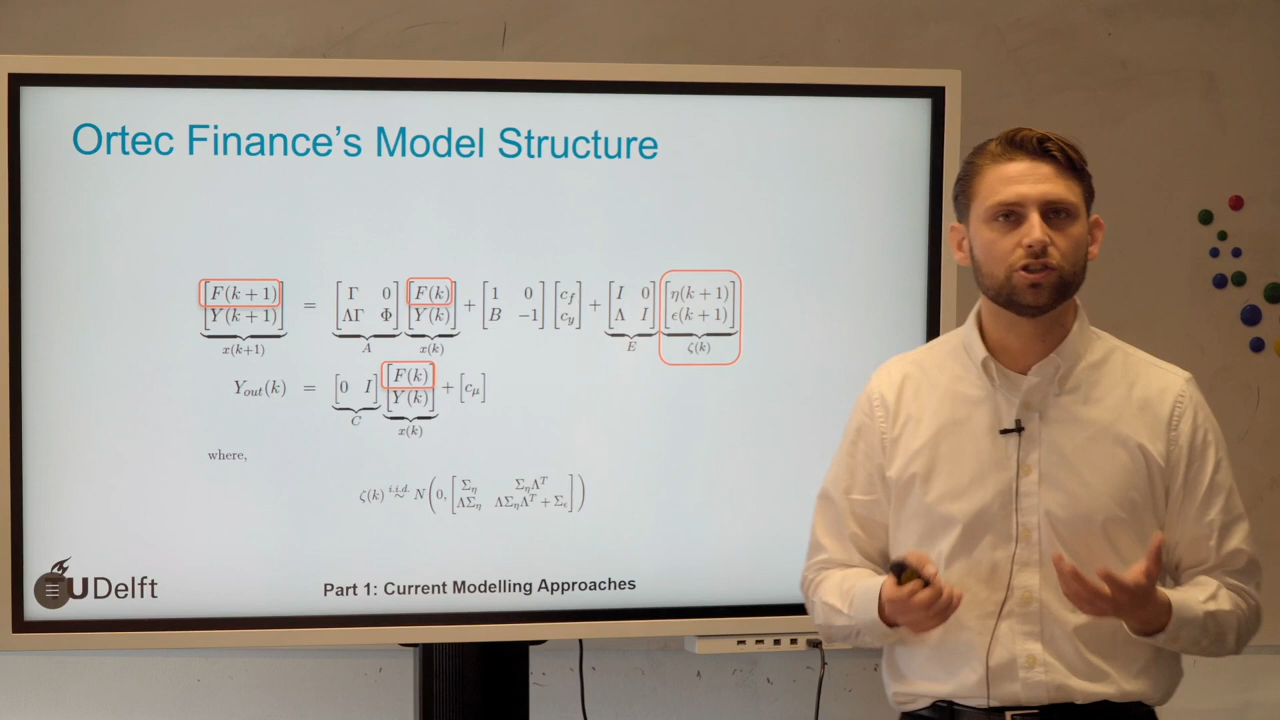 Ortec Finance's Model Structure
[F(k+1) / Y(k+1)] = [Γ 0 / ΛΓ Φ] [F(k) / Y(k)] + [1 0 / B −1] [c_f / c_y] + [I 0 / Λ I] [η(k+1) / ϵ(k+1)]
x(k+1) A x(k) E ζ(k)
Y_out(k) = [0 I] [F(k) / Y(k)] + [c_μ]
C x(k)
where,
ζ(k) i.i.d. ~ N(0, [Σ_η Σ_ηΛ^T / ΛΣ_η ΛΣ_ηΛ^T + Σ_ϵ])
TUDelft
Part 1: Current Modelling Approaches